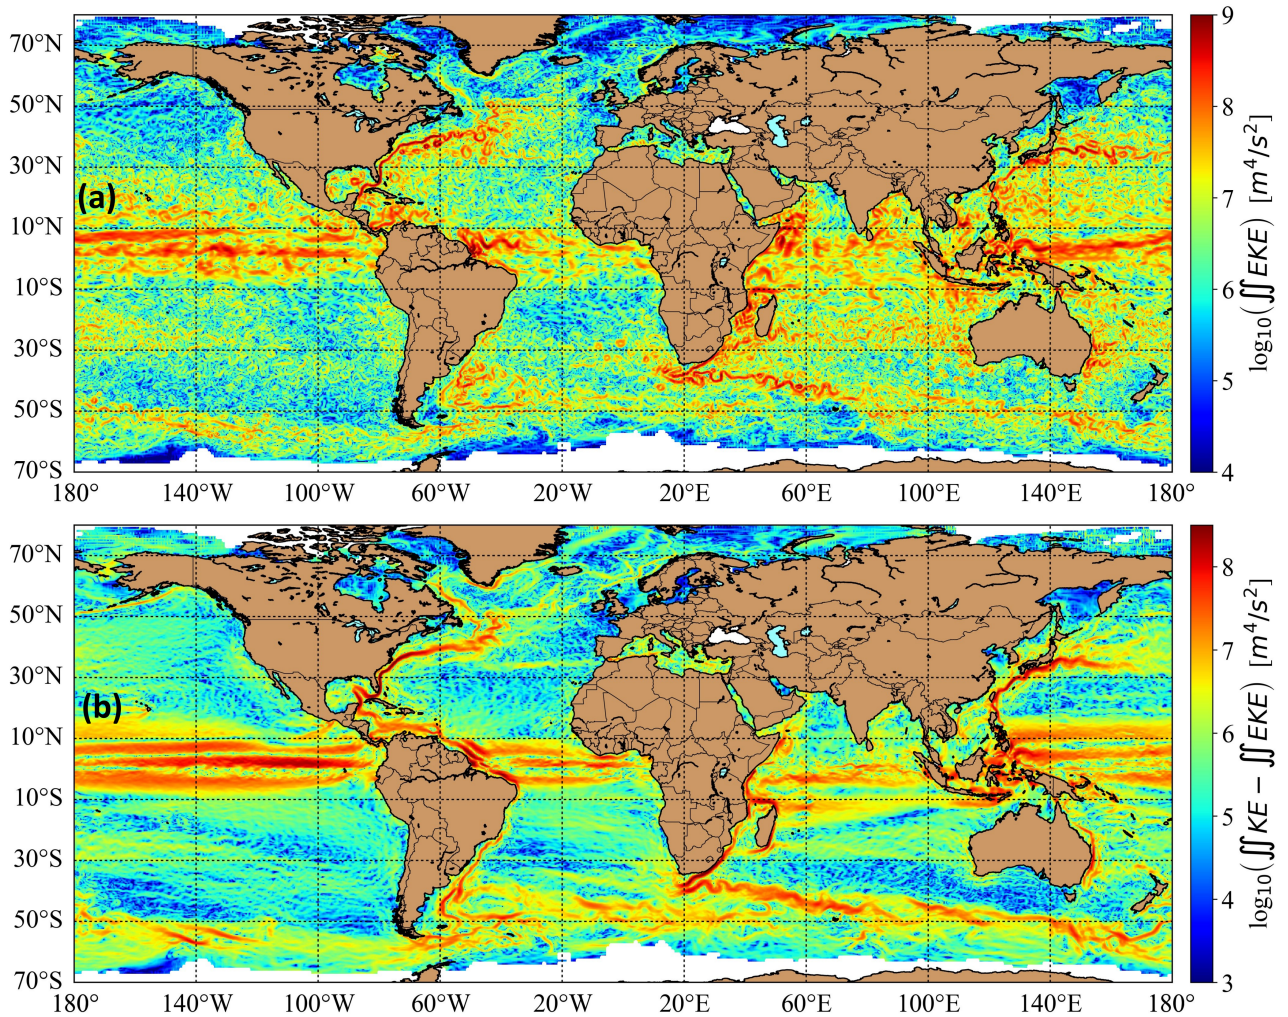 70°N
50°N
30°N
10°N
10°S
30°S
50°S
70°S
(a)
180° 140°W 100°W 60°W 20°W 20°E 60°E 100°E 140°E 180°
9
8
7
6
5
4
log₁₀(∬EKE) [m⁴/s²]
70°N
50°N
30°N
10°N
10°S
30°S
50°S
70°S
(b)
180° 140°W 100°W 60°W 20°W 20°E 60°E 100°E 140°E 180°
8
7
6
5
4
3
log₁₀(∬KE − ∬EKE) [m⁴/s²]